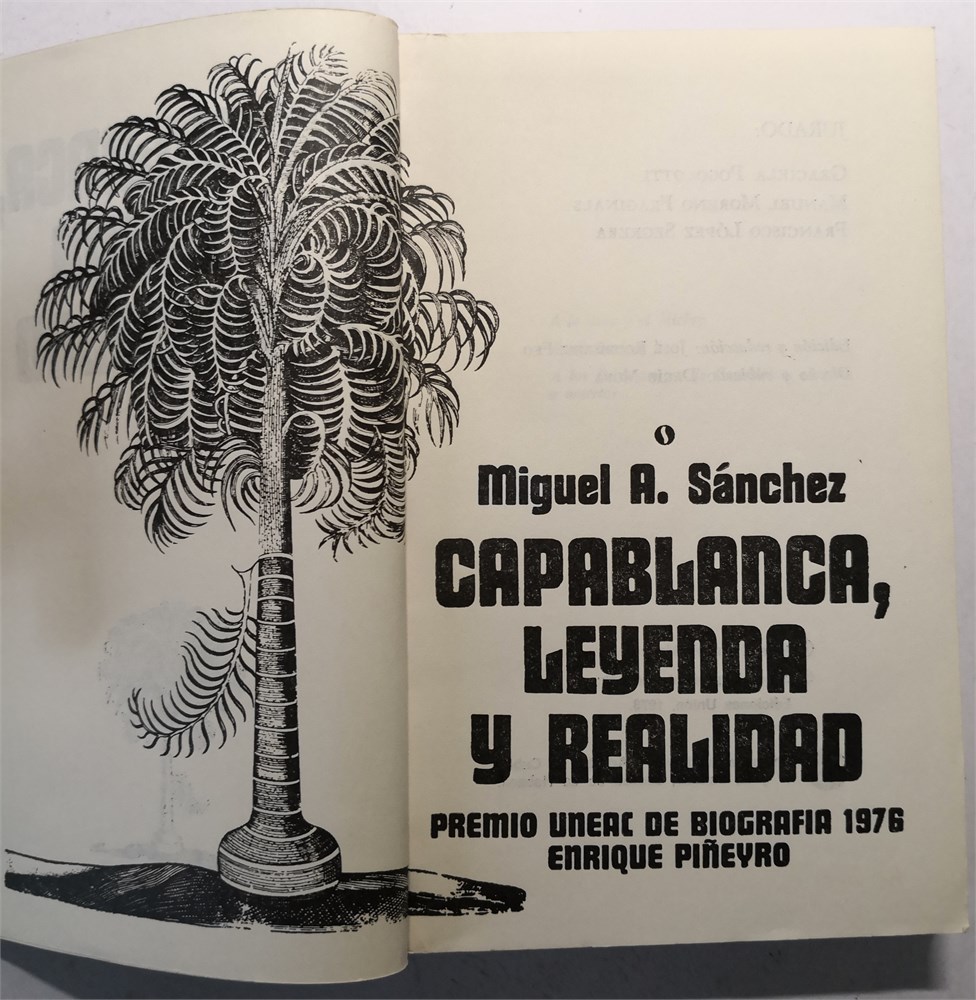 Miguel A. Sánchez
CAPABLANCA,
LEYENDA
Y REALIDAD
PREMIO UNEAC DE BIOGRAFIA 1976
ENRIQUE PIÑEYRO